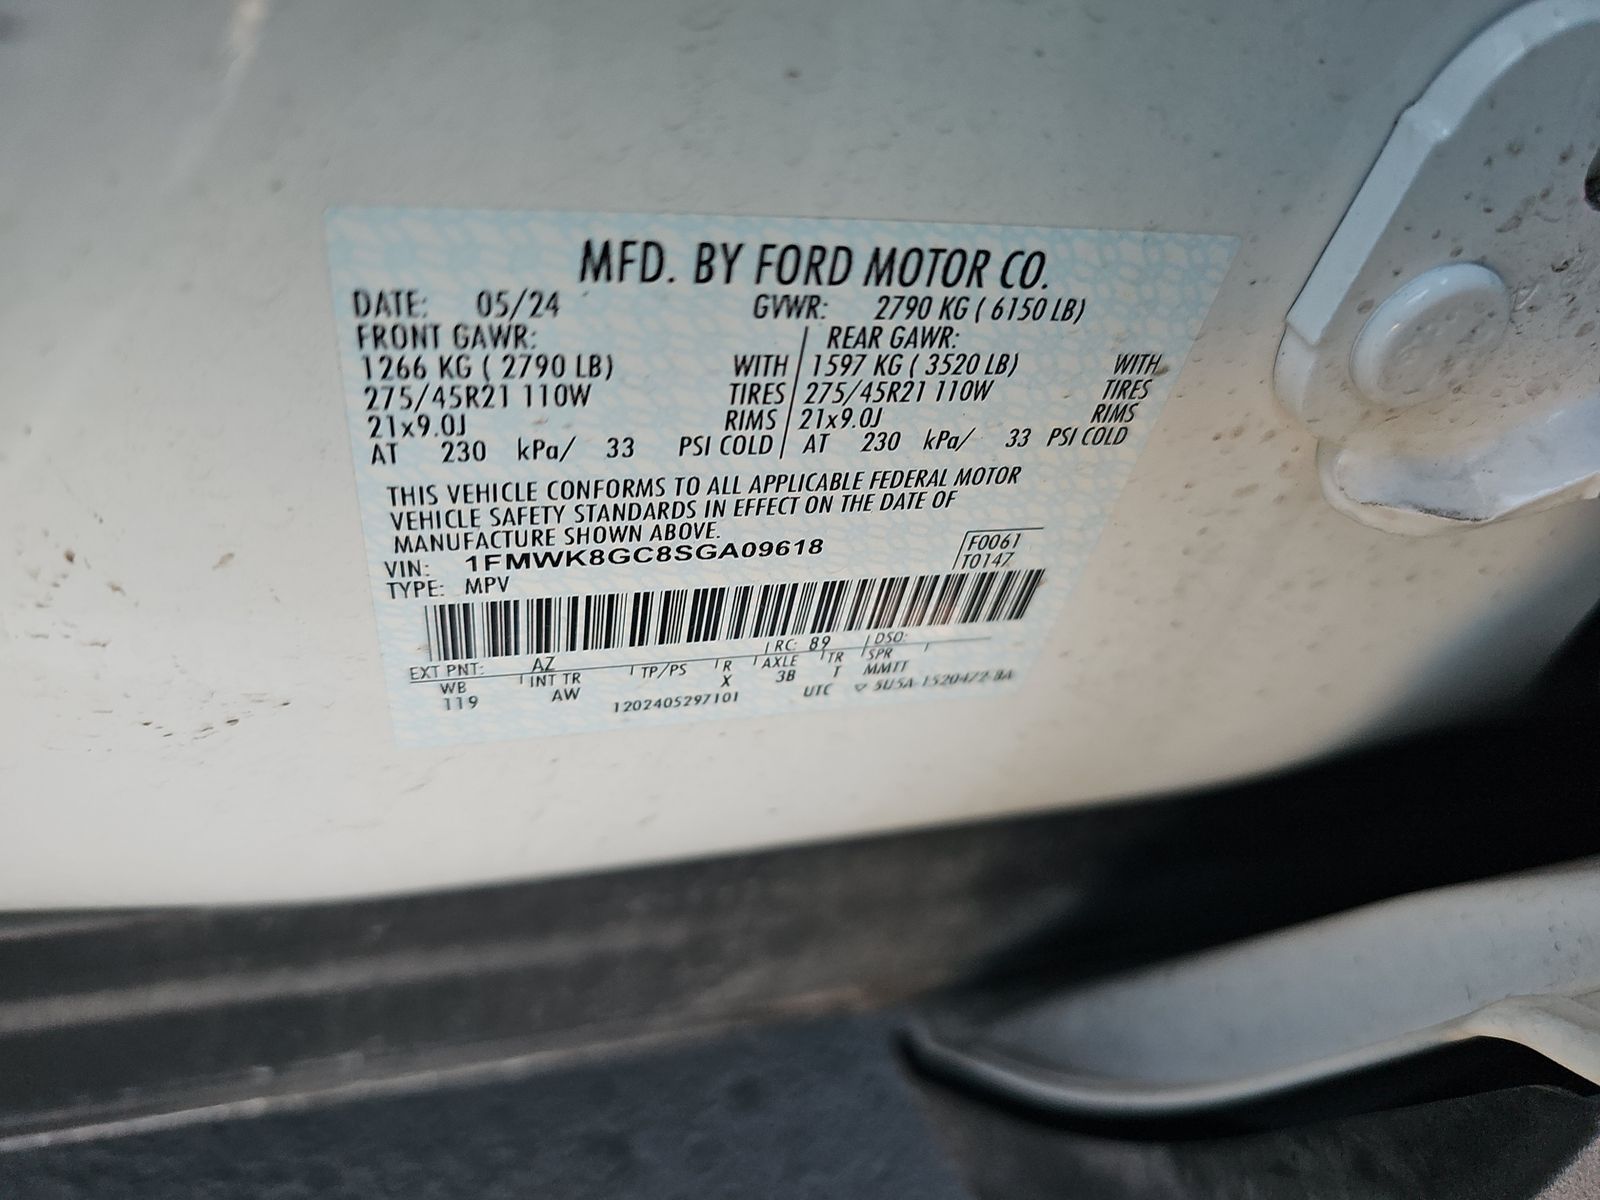 MFD. BY FORD MOTOR CO.
DATE: 05/24 GVWR: 2790 KG ( 6150 LB)
FRONT GAWR: / REAR GAWR:
1266 KG ( 2790 LB) WITH / 1597 KG ( 3520 LB) WITH
275/45R21 110W TIRES / 275/45R21 110W TIRES
21x9.0J RIMS / 21x9.0J RIMS
AT 230 kPa/ 33 PSI COLD / AT 230 kPa/ 33 PSI COLD
THIS VEHICLE CONFORMS TO ALL APPLICABLE FEDERAL MOTOR
VEHICLE SAFETY STANDARDS IN EFFECT ON THE DATE OF
MANUFACTURE SHOWN ABOVE.
VIN: 1FMWK8GC8SGA09618
F0061
TYPE: MPV
T0147
EXT PNT: AZ RC: 89 DSO:
WB INT TR TP/PS R AXLE TR SPR
119 AW X 3B T MMTT
1202405297101 UTC ▽ 5U5A-1520472-BA